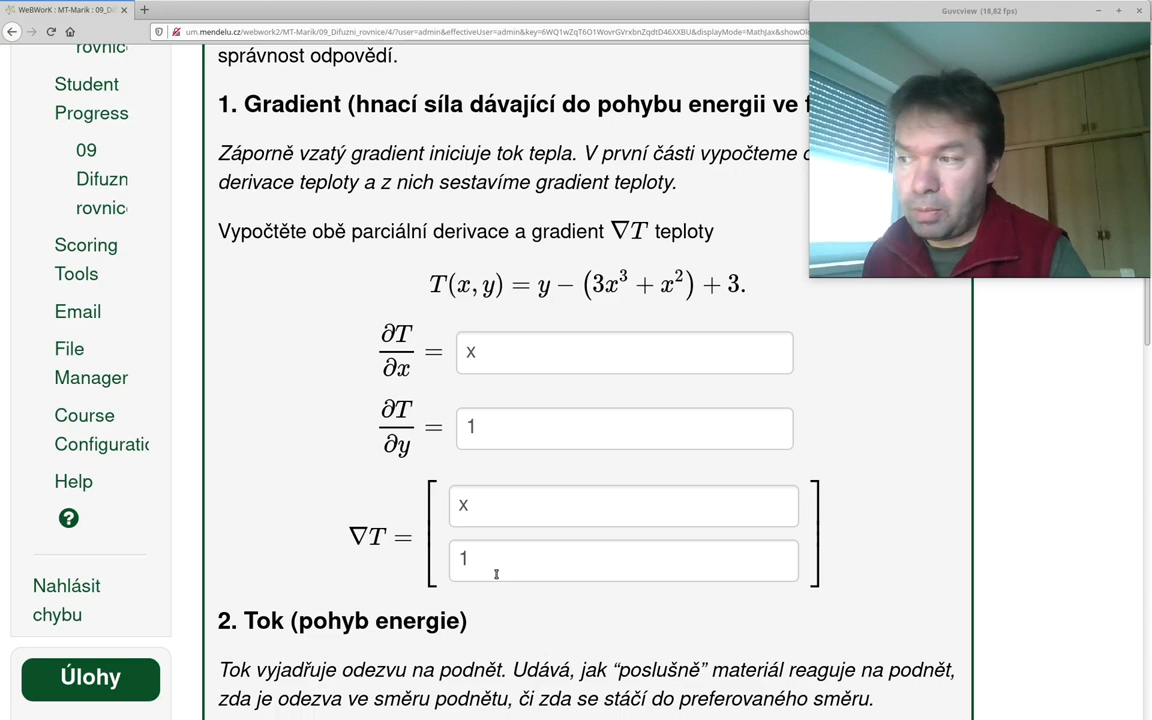 WeBWorK : MT-Marik : 09_Di
Guvcview (18,82 fps)
um.mendelu.cz/webwork2/MT-Marik/09_Difuzni_rovnice/4/?user=admin&effectiveUser=admin&key=6WQ1wZqT6O1WovrGVrxbnZqdtD46XXBU&displayMode=MathJax&showOl
rovnice
Student
Progress
09
Difuzn
rovnice
Scoring
Tools
Email
File
Manager
Course
Configuratio
Help
?
Nahlásit
chybu
Úlohy
správnost odpovědí.
1. Gradient (hnací síla dávající do pohybu energii ve f
Záporně vzatý gradient iniciuje tok tepla. V první části vypočteme
derivace teploty a z nich sestavíme gradient teploty.
Vypočtěte obě parciální derivace a gradient ∇T teploty
T(x, y) = y − (3x³ + x²) + 3.
∂T/∂x = x
∂T/∂y = 1
∇T = [ x
1 ]
2. Tok (pohyb energie)
Tok vyjadřuje odezvu na podnět. Udává, jak “poslušně” materiál reaguje na podnět,
zda je odezva ve směru podnětu, či zda se stáčí do preferovaného směru.